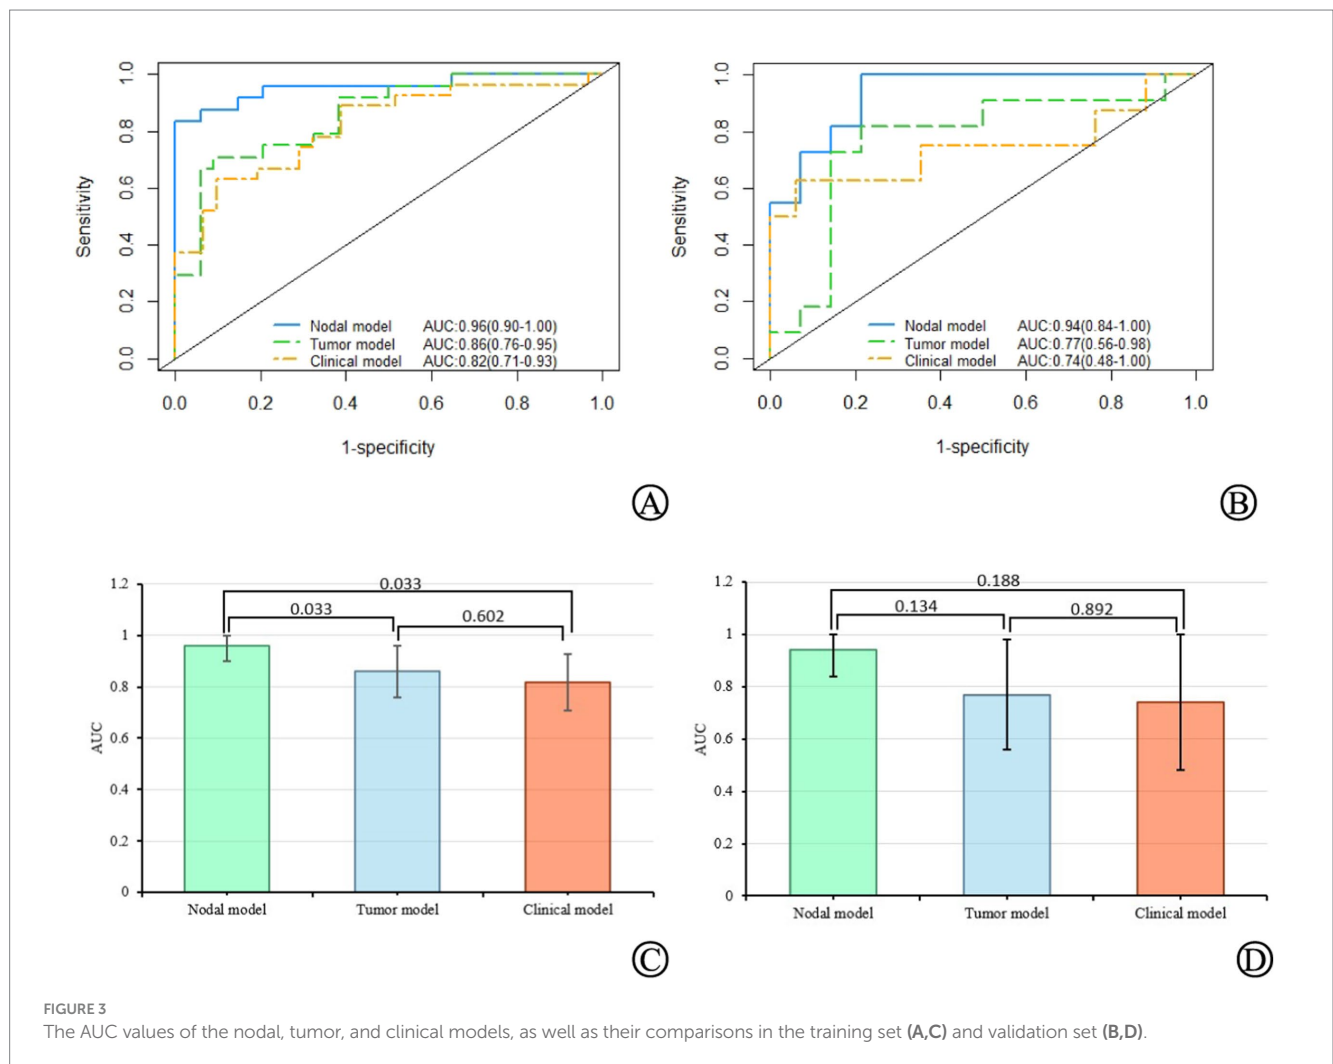 1.0
0.8
0.6
0.4
0.2
0.0
Sensitivity
Nodal model AUC:0.96(0.90-1.00)
Tumor model AUC:0.86(0.76-0.95)
Clinical model AUC:0.82(0.71-0.93)
0.0 0.2 0.4 0.6 0.8 1.0
1-specificity
A
1.0
0.8
0.6
0.4
0.2
0.0
Sensitivity
Nodal model AUC:0.94(0.84-1.00)
Tumor model AUC:0.77(0.56-0.98)
Clinical model AUC:0.74(0.48-1.00)
0.0 0.2 0.4 0.6 0.8 1.0
1-specificity
B
1.2
1
0.8
0.6
0.4
0.2
0
AUC
0.033
0.033 0.602
Nodal model Tumor model Clinical model
C
1.2
1
0.8
0.6
0.4
0.2
0
AUC
0.188
0.134 0.892
Nodal model Tumor model Clinical model
D
FIGURE 3
The AUC values of the nodal, tumor, and clinical models, as well as their comparisons in the training set (A,C) and validation set (B,D).